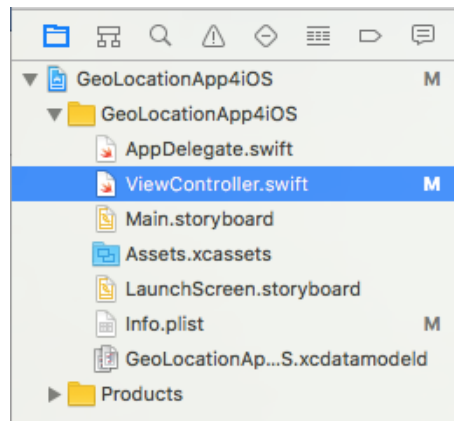 GeoLocationApp4iOS M
GeoLocationApp4iOS
AppDelegate.swift
ViewController.swift M
Main.storyboard
Assets.xcassets
LaunchScreen.storyboard
Info.plist M
GeoLocationAp...S.xcdatamodeld
Products